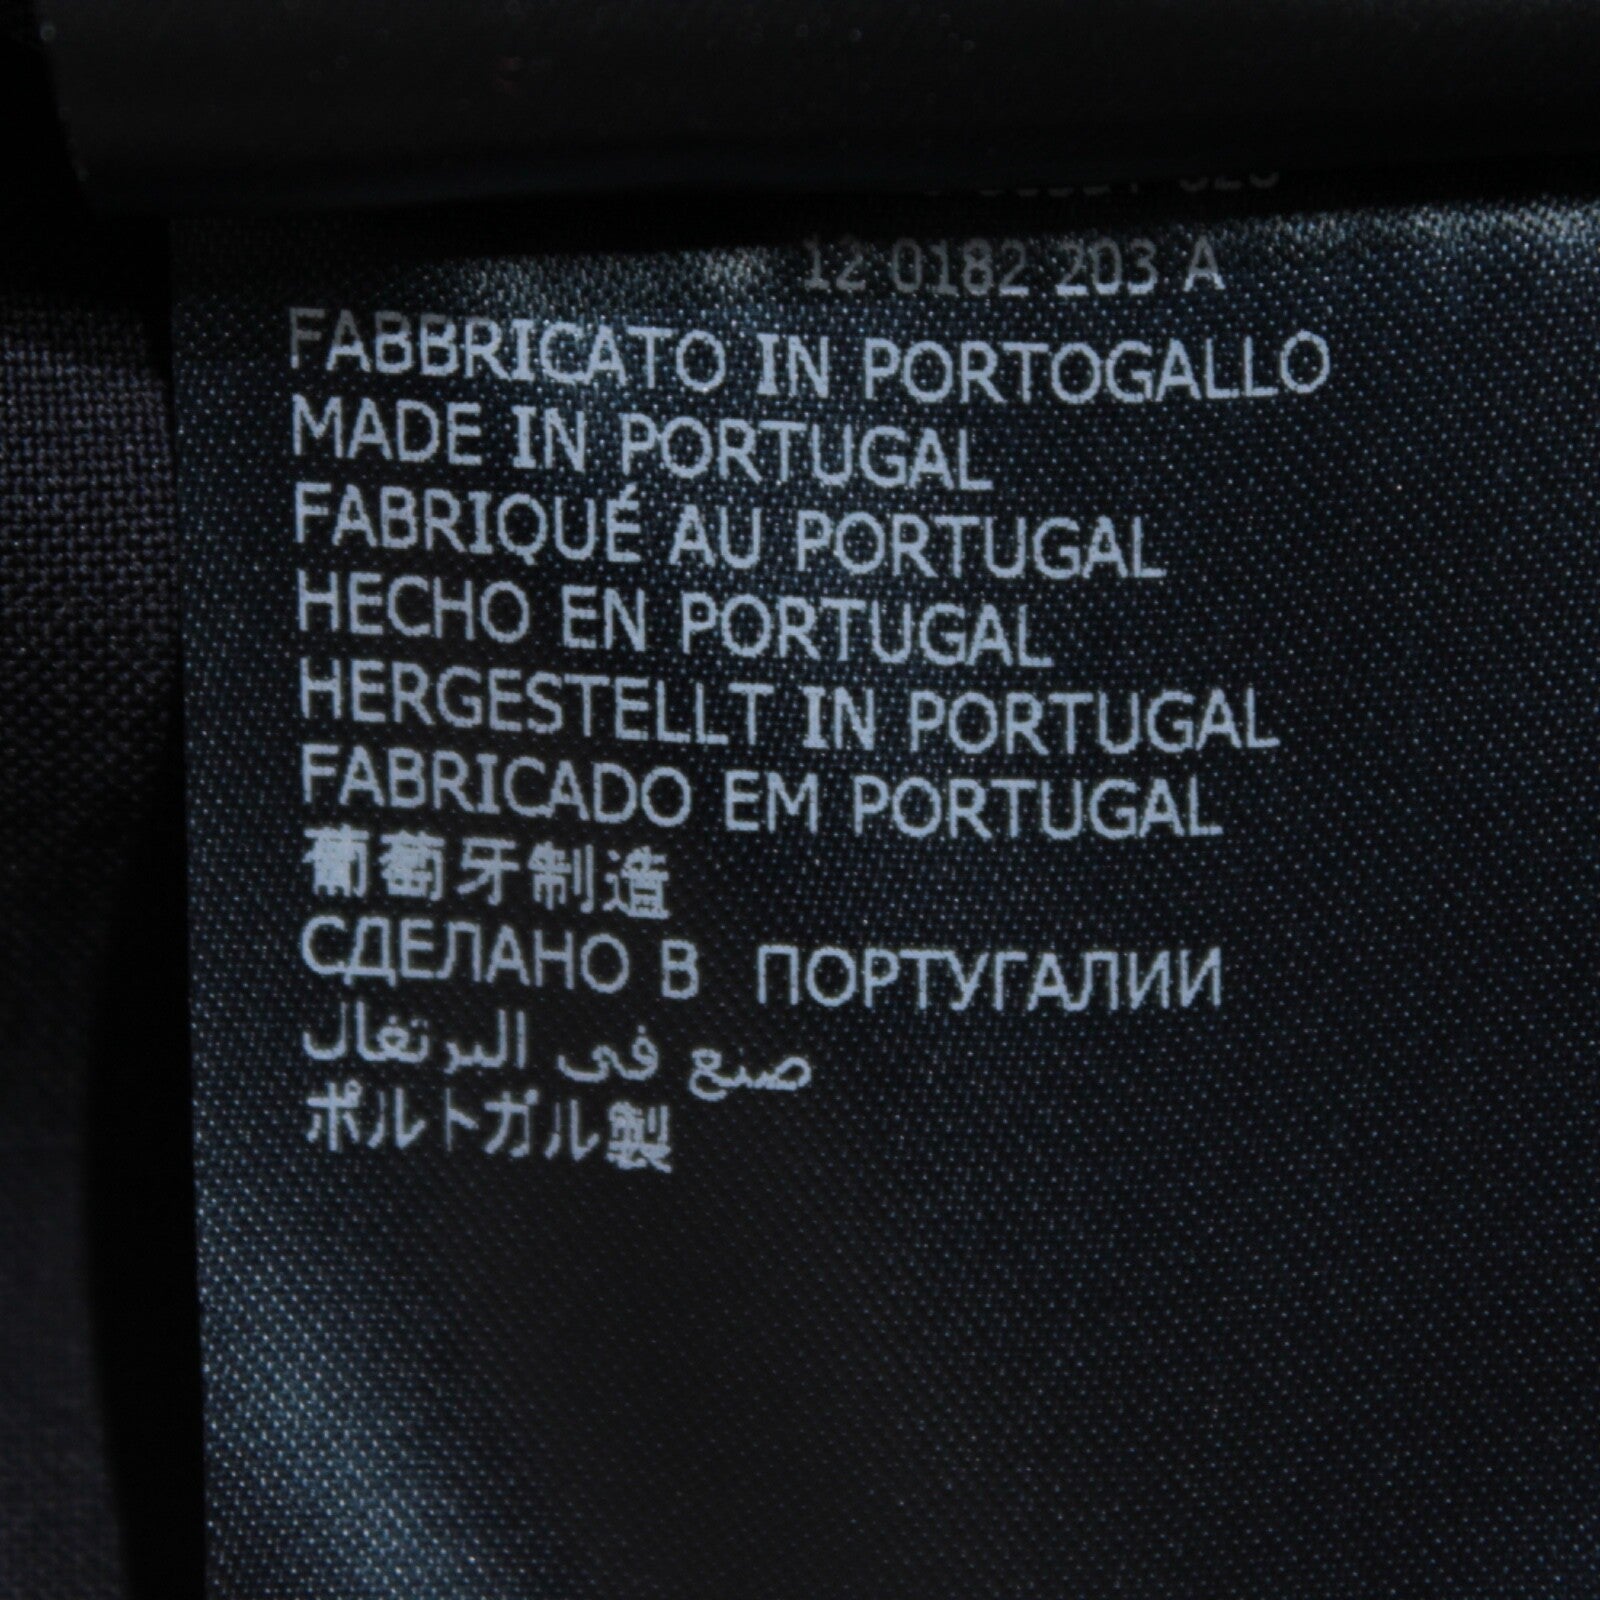 12 0182 203 A
FABBRICATO IN PORTOGALLO
MADE IN PORTUGAL
FABRIQUÉ AU PORTUGAL
HECHO EN PORTUGAL
HERGESTELLT IN PORTUGAL
FABRICADO EM PORTUGAL
葡萄牙制造
СДЕЛАНО В ПОРТУГАЛИИ
صنع في البرتغال
ポルトガル製